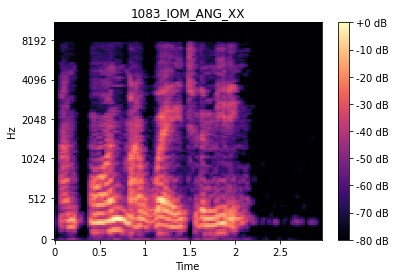 1083_IOM_ANG_XX
+0 dB
8192
-10 dB
4096
-20 dB
-30 dB
2048
Hz
-40 dB
1024
-50 dB
512
-60 dB
-70 dB
0
-80 dB
0 0.5 1 1.5 2 2.5
Time